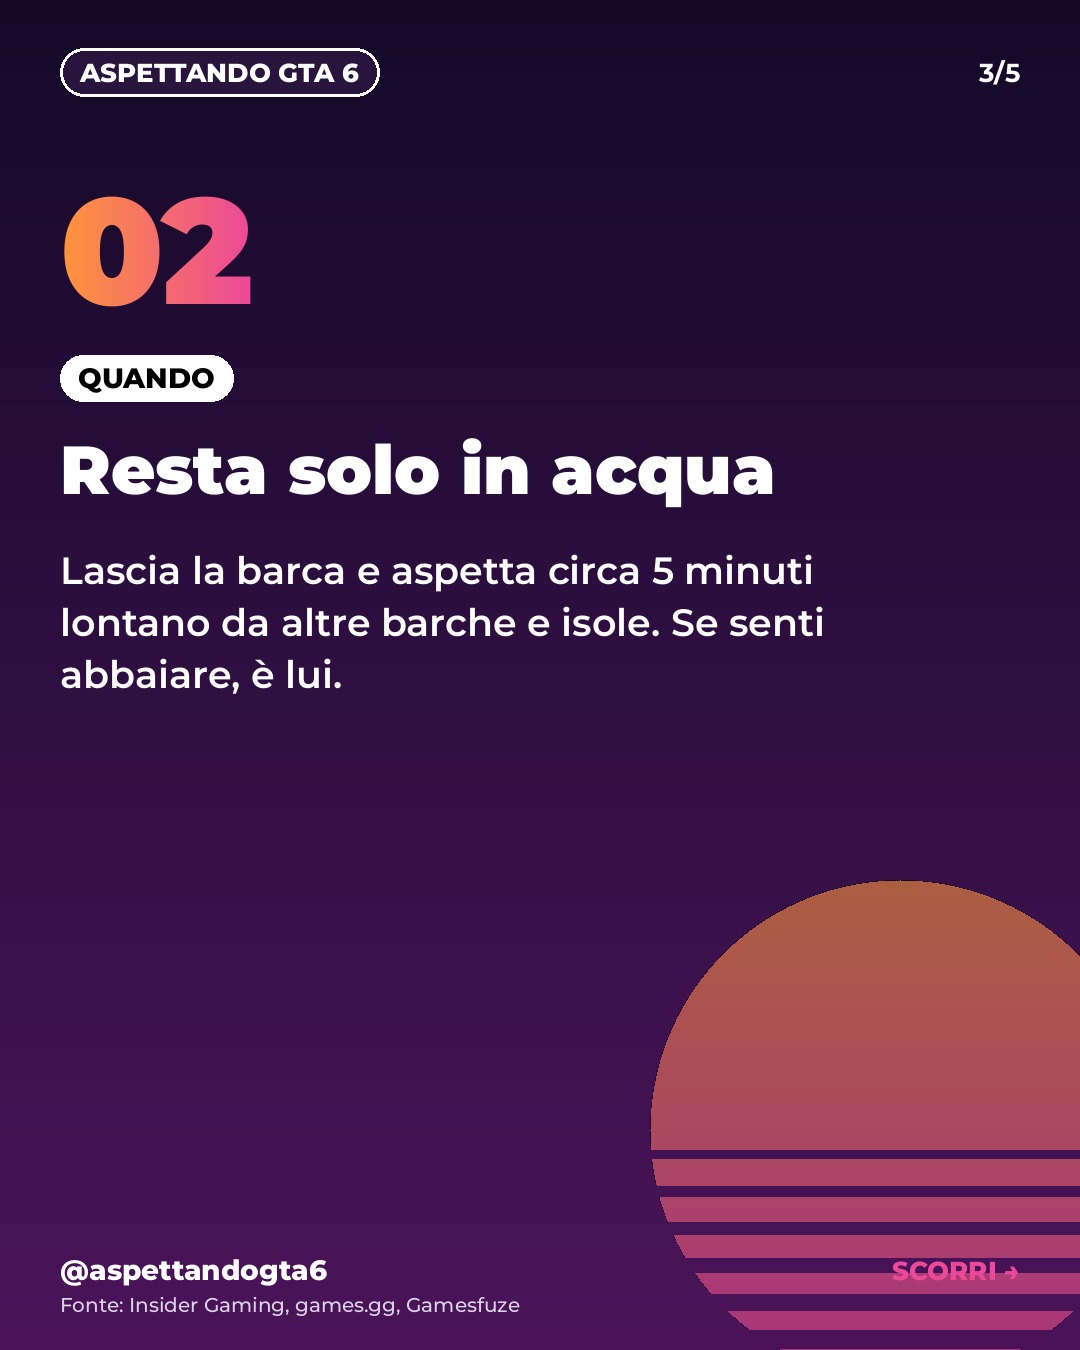 ASPETTANDO GTA 6
3/5
02
QUANDO
Resta solo in acqua
Lascia la barca e aspetta circa 5 minuti
lontano da altre barche e isole. Se senti
abbaiare, è lui.
@aspettandogta6
SCORRI →
Fonte: Insider Gaming, games.gg, Gamesfuze